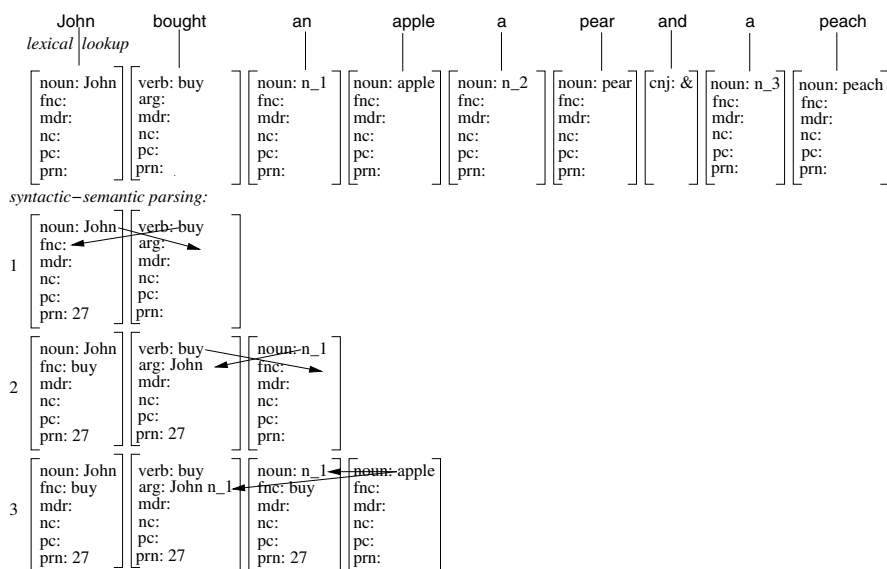 John bought an apple a pear and a peach
lexical lookup
noun: John verb: buy noun: n_1 noun: apple noun: n_2 noun: pear cnj: & noun: n_3 noun: peach
fnc: arg: fnc: fnc: fnc: fnc: fnc: fnc:
mdr: mdr: mdr: mdr: mdr: mdr: mdr: mdr:
nc: nc: nc: nc: nc: nc: nc: nc:
pc: pc: pc: pc: pc: pc: pc: pc:
prn: prn: prn: prn: prn: prn: prn: prn:
syntactic−semantic parsing:
noun: John verb: buy
fnc: arg:
1 mdr: mdr:
nc: nc:
pc: pc:
prn: 27 prn:
noun: John verb: buy noun: n_1
fnc: buy arg: John fnc:
2 mdr: mdr: mdr:
nc: nc: nc:
pc: pc: pc:
prn: 27 prn: 27 prn:
noun: John verb: buy noun: n_1 noun: apple
fnc: buy arg: John n_1 fnc: buy fnc:
3 mdr: mdr: mdr: mdr:
nc: nc: nc: nc:
pc: pc: pc: pc:
prn: 27 prn: 27 prn: 27 prn: